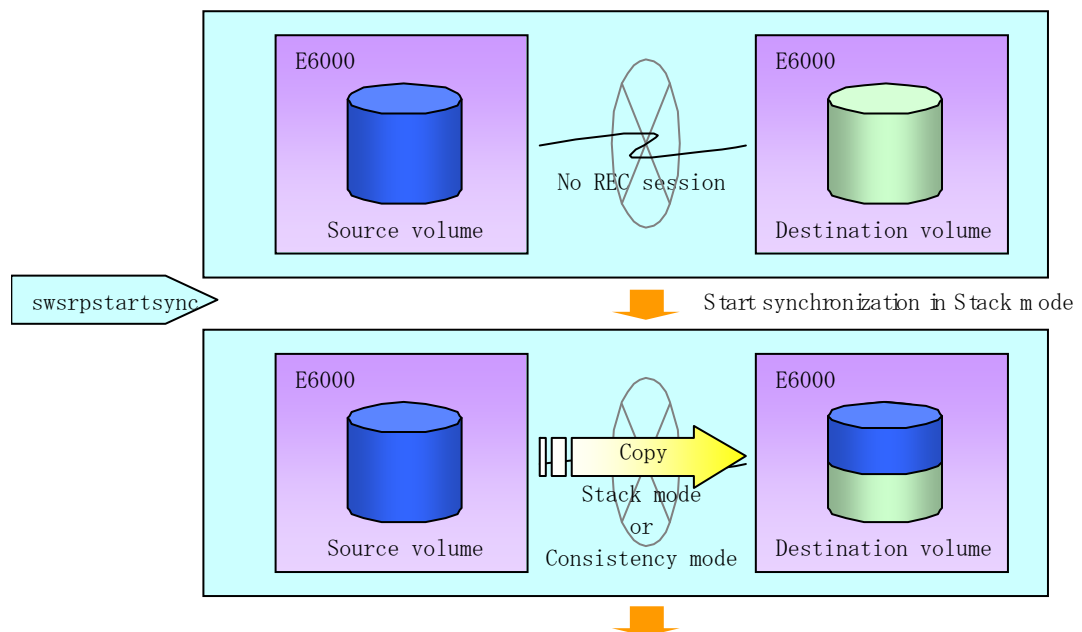 E6000
E6000
No REC session
Source volume
Destination volume
swsrpstartsync
Start synchronization in Stack mode
E6000
E6000
Copy
Stack mode
or
Consistency mode
Source volume
Destination volume